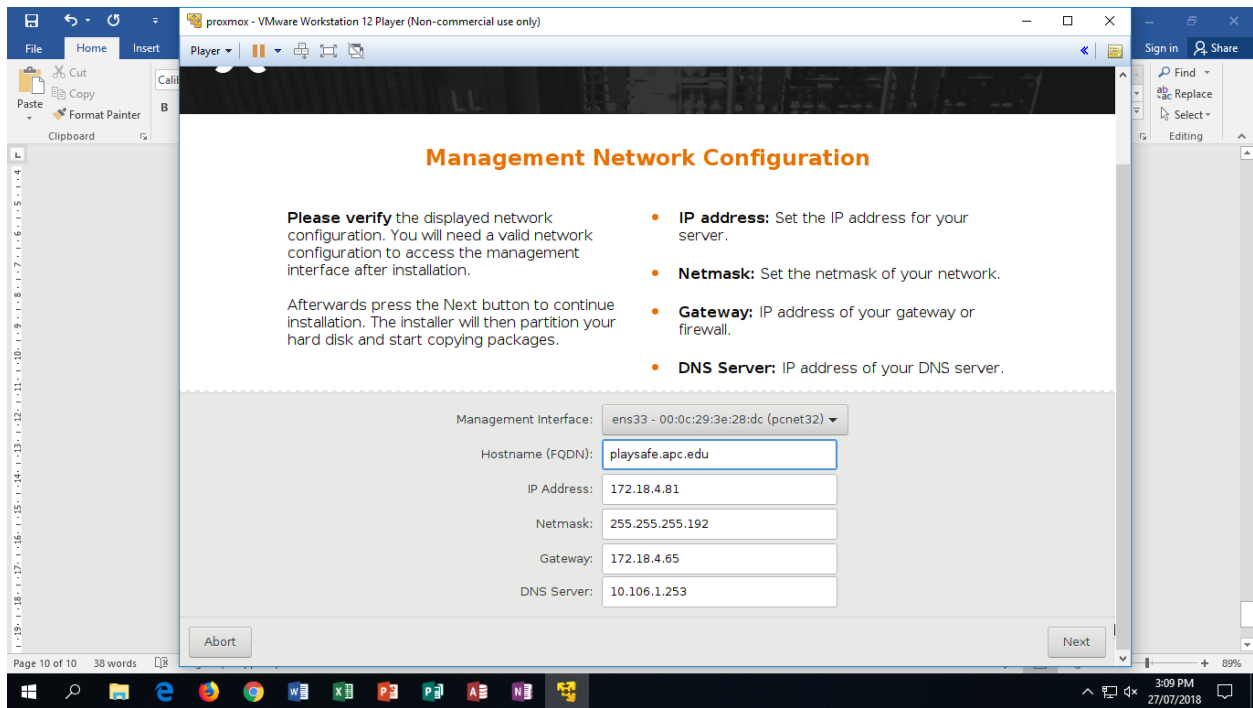 File Home Insert
Cut
Copy
Paste
Format Painter
Clipboard
Calib
B
proxmox - VMware Workstation 12 Player (Non-commercial use only)
Player
Sign in Share
Find
Replace
Select
Editing
Management Network Configuration
Please verify the displayed network
configuration. You will need a valid network
configuration to access the management
interface after installation.
Afterwards press the Next button to continue
installation. The installer will then partition your
hard disk and start copying packages.
IP address: Set the IP address for your
server.
Netmask: Set the netmask of your network.
Gateway: IP address of your gateway or
firewall.
DNS Server: IP address of your DNS server.
Management Interface: ens33 - 00:0c:29:3e:28:dc (pcnet32)
Hostname (FQDN): playsafe.apc.edu
IP Address: 172.18.4.81
Netmask: 255.255.255.192
Gateway: 172.18.4.65
DNS Server: 10.106.1.253
Abort
Next
Page 10 of 10 38 words
89%
3:09 PM
27/07/2018